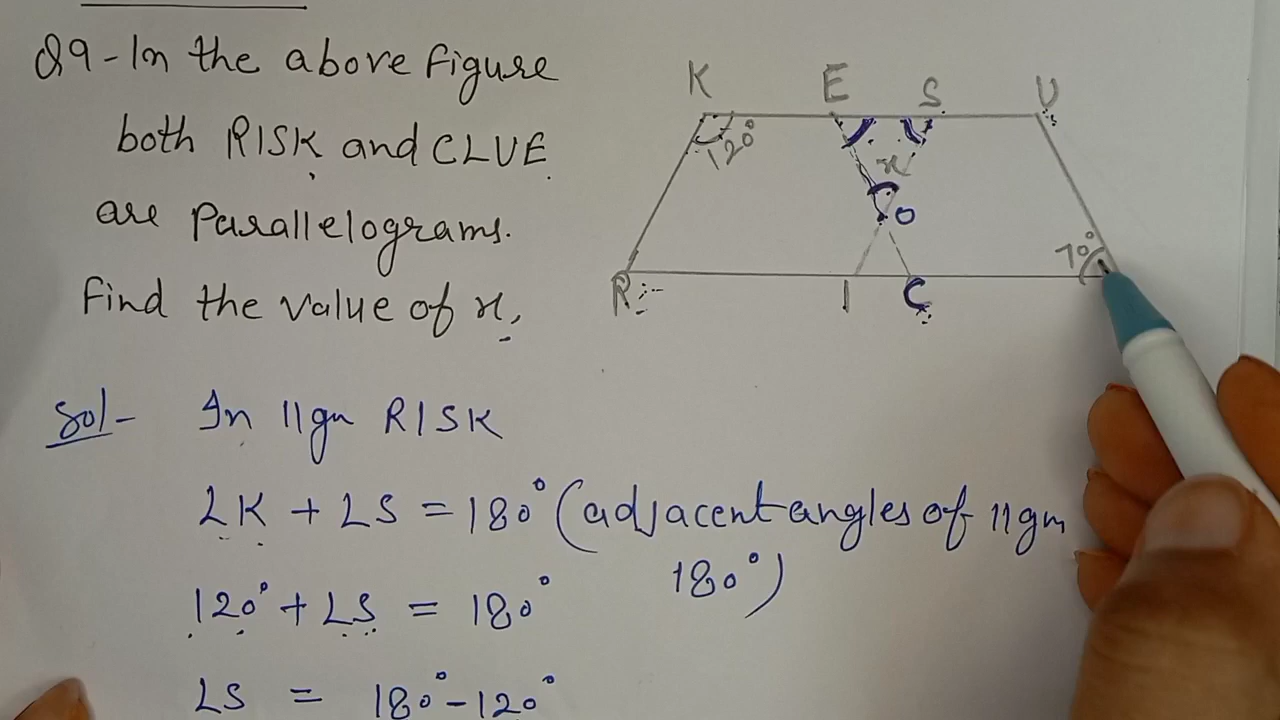 Q9-In the above figure
both RISK and CLUE
are Parallelograms.
Find the value of x.
K E S U
120°
x
O
70°
R I C
Sol- In ||gm RISK
∠K + ∠S = 180° (adjacent angles of ||gm
180°)
120° + ∠S = 180°
∠S = 180° - 120°